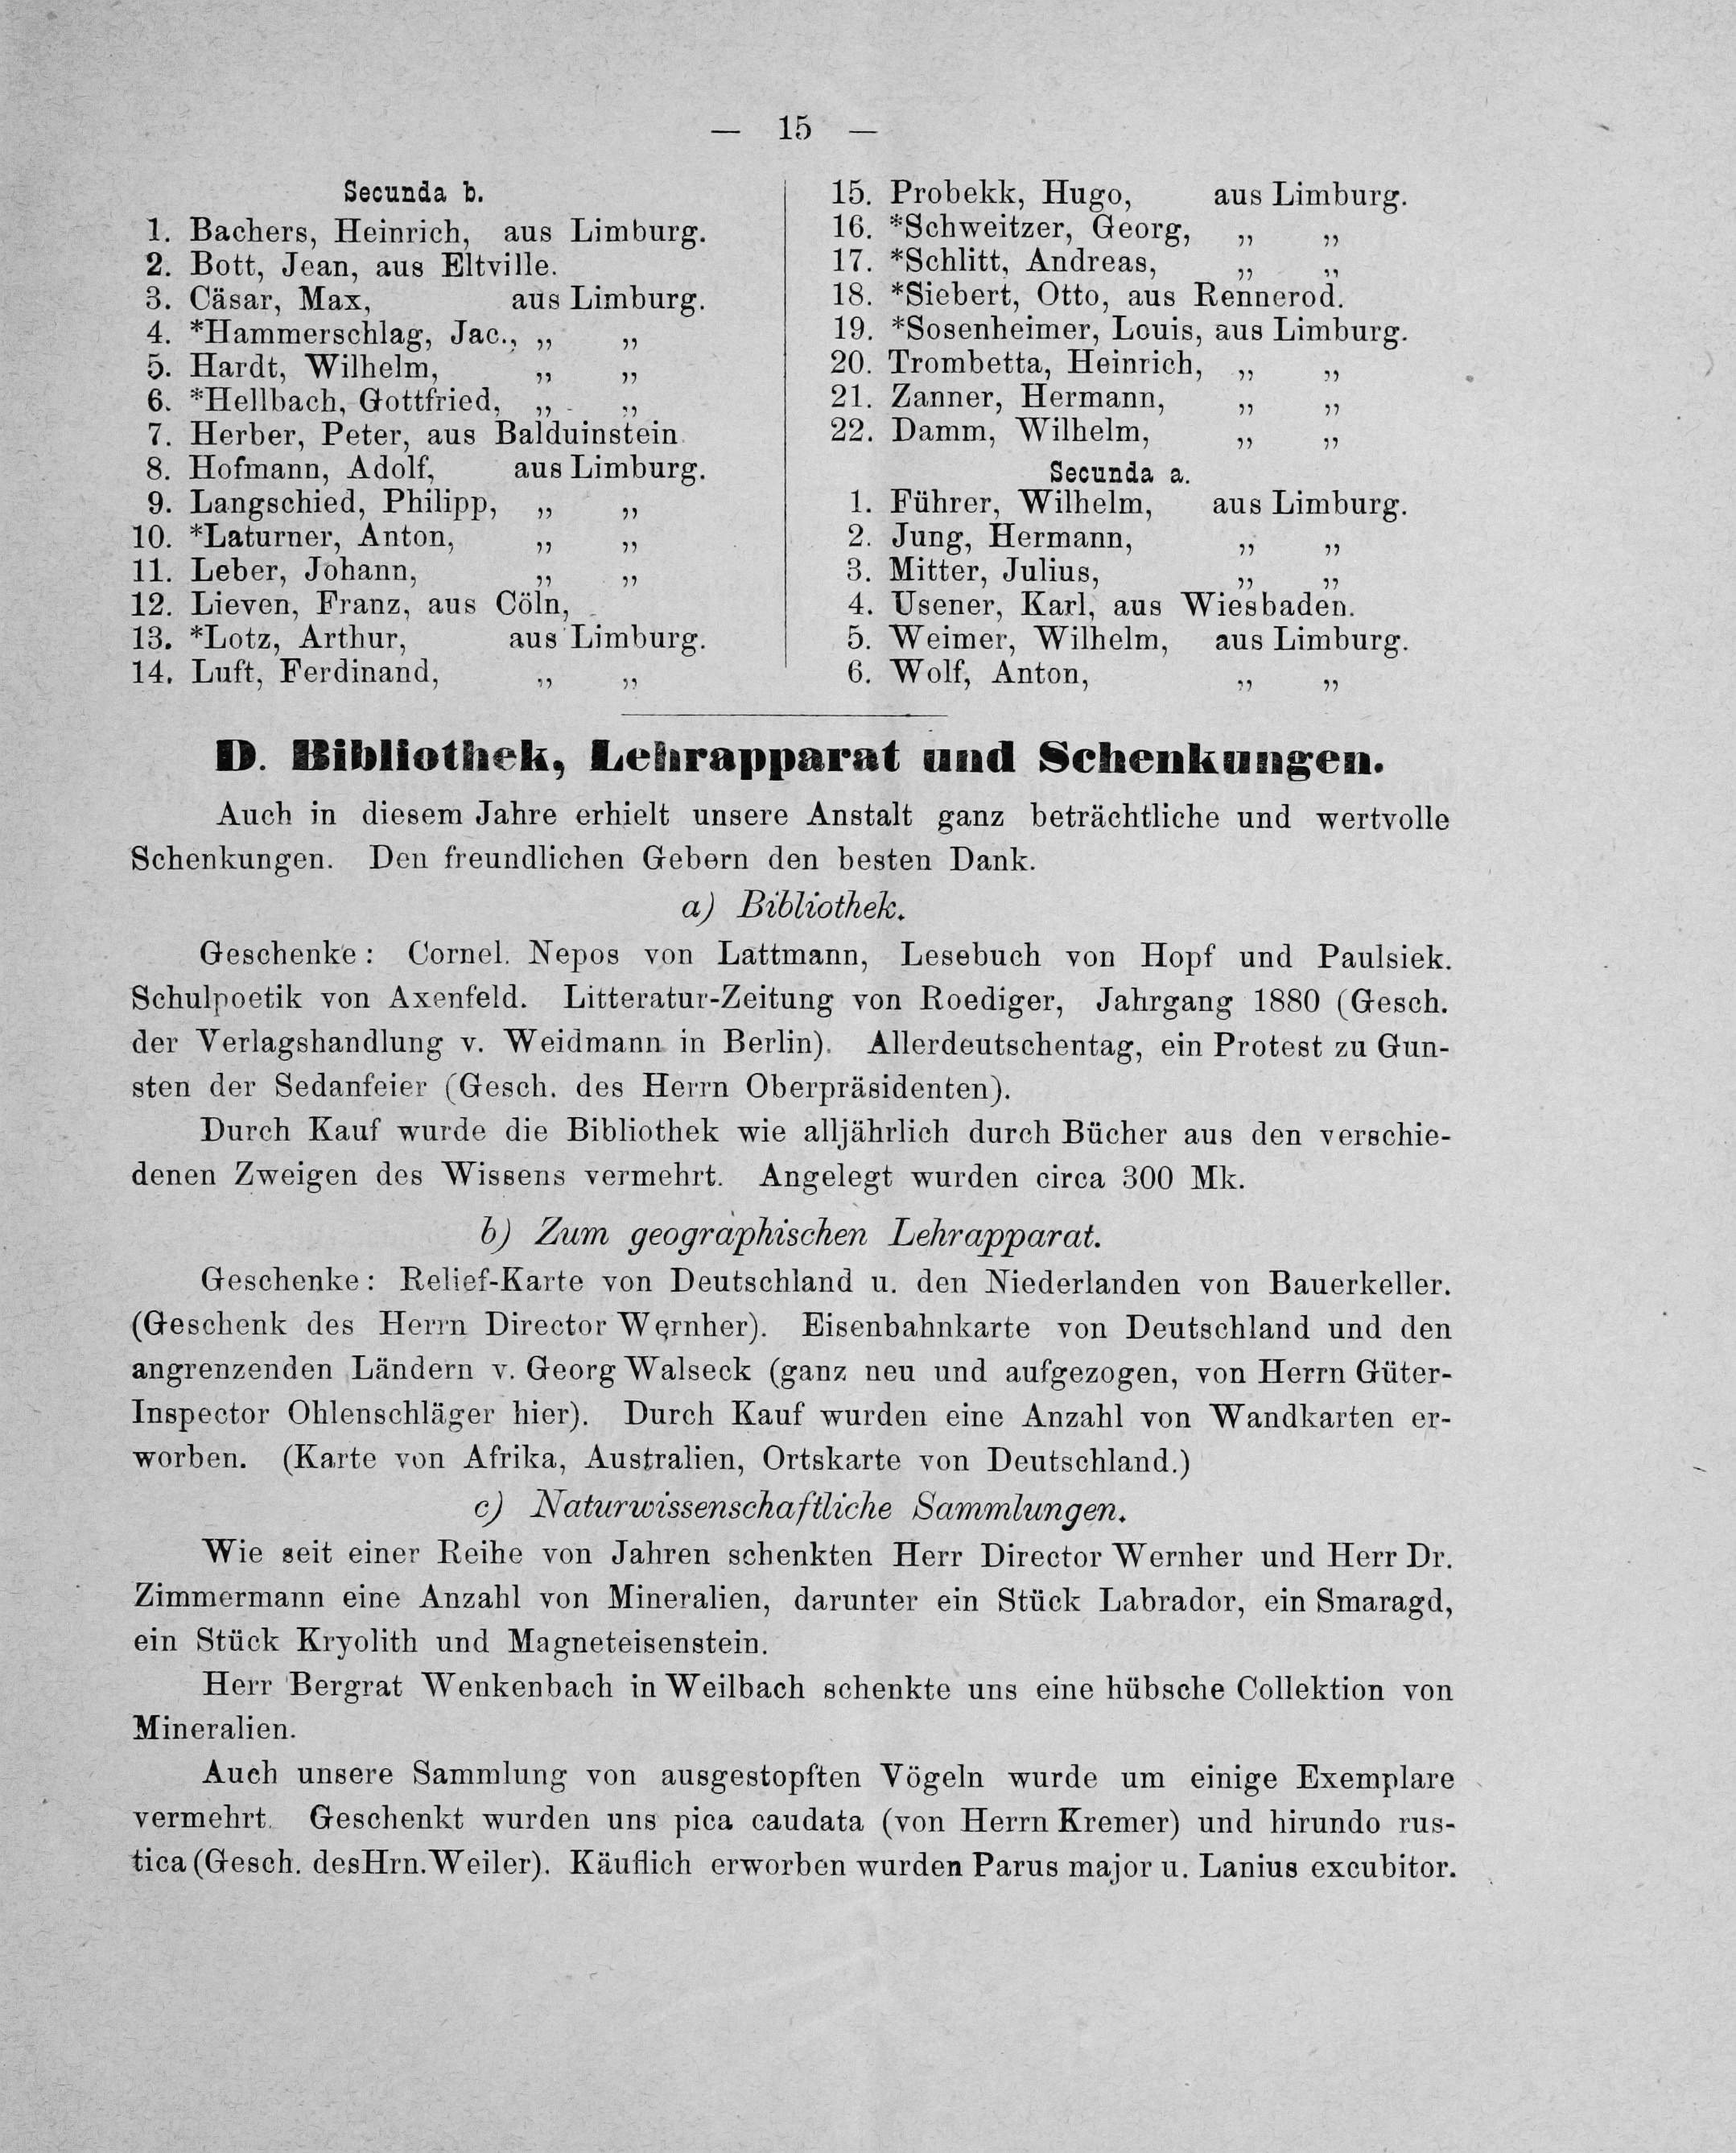 — 15 —
Secunda b.
1. Bachers, Heinrich, aus Limburg.
2. Bott, Jean, aus Eltville.
3. Cäsar, Max, aus Limburg.
4. *Hammerschlag, Jac., „ „
5. Hardt, Wilhelm, „ „
6. *Hellbach, Gottfried, „ „
7. Herber, Peter, aus Balduinstein
8. Hofmann, Adolf, aus Limburg.
9. Langschied, Philipp, „ „
10. *Laturner, Anton, „ „
11. Leber, Johann, „ „
12. Lieven, Franz, aus Cöln,
13. *Lotz, Arthur, aus Limburg.
14. Luft, Ferdinand, „ „
15. Probekk, Hugo, aus Limburg.
16. *Schweitzer, Georg, „ „
17. *Schlitt, Andreas, „ „
18. *Siebert, Otto, aus Rennerod.
19. *Sosenheimer, Louis, aus Limburg.
20. Trombetta, Heinrich, „ „
21. Zanner, Hermann, „ „
22. Damm, Wilhelm, „ „
Secunda a.
1. Führer, Wilhelm, aus Limburg.
2. Jung, Hermann, „ „
3. Mitter, Julius, „ „
4. Usener, Karl, aus Wiesbaden.
5. Weimer, Wilhelm, aus Limburg.
6. Wolf, Anton, „ „
D. Bibliothek, Lehrapparat und Schenkungen.
Auch in diesem Jahre erhielt unsere Anstalt ganz beträchtliche und wertvolle
Schenkungen. Den freundlichen Gebern den besten Dank.
a) Bibliothek.
Geschenke: Cornel. Nepos von Lattmann, Lesebuch von Hopf und Paulsiek.
Schulpoetik von Axenfeld. Litteratur-Zeitung von Roediger, Jahrgang 1880 (Gesch.
der Verlagshandlung v. Weidmann in Berlin). Allerdeutschentag, ein Protest zu Gun-
sten der Sedanfeier (Gesch. des Herrn Oberpräsidenten).
Durch Kauf wurde die Bibliothek wie alljährlich durch Bücher aus den verschie-
denen Zweigen des Wissens vermehrt. Angelegt wurden circa 300 Mk.
b) Zum geographischen Lehrapparat.
Geschenke: Relief-Karte von Deutschland u. den Niederlanden von Bauerkeller.
(Geschenk des Herrn Director Wernher). Eisenbahnkarte von Deutschland und den
angrenzenden Ländern v. Georg Walseck (ganz neu und aufgezogen, von Herrn Güter-
Inspector Ohlenschläger hier). Durch Kauf wurden eine Anzahl von Wandkarten er-
worben. (Karte von Afrika, Australien, Ortskarte von Deutschland.)
c) Naturwissenschaftliche Sammlungen.
Wie seit einer Reihe von Jahren schenkten Herr Director Wernher und Herr Dr.
Zimmermann eine Anzahl von Mineralien, darunter ein Stück Labrador, ein Smaragd,
ein Stück Kryolith und Magneteisenstein.
Herr Bergrat Wenkenbach in Weilbach schenkte uns eine hübsche Collektion von
Mineralien.
Auch unsere Sammlung von ausgestopften Vögeln wurde um einige Exemplare
vermehrt. Geschenkt wurden uns pica caudata (von Herrn Kremer) und hirundo rus-
tica (Gesch. desHrn. Weiler). Käuflich erworben wurden Parus major u. Lanius excubitor.